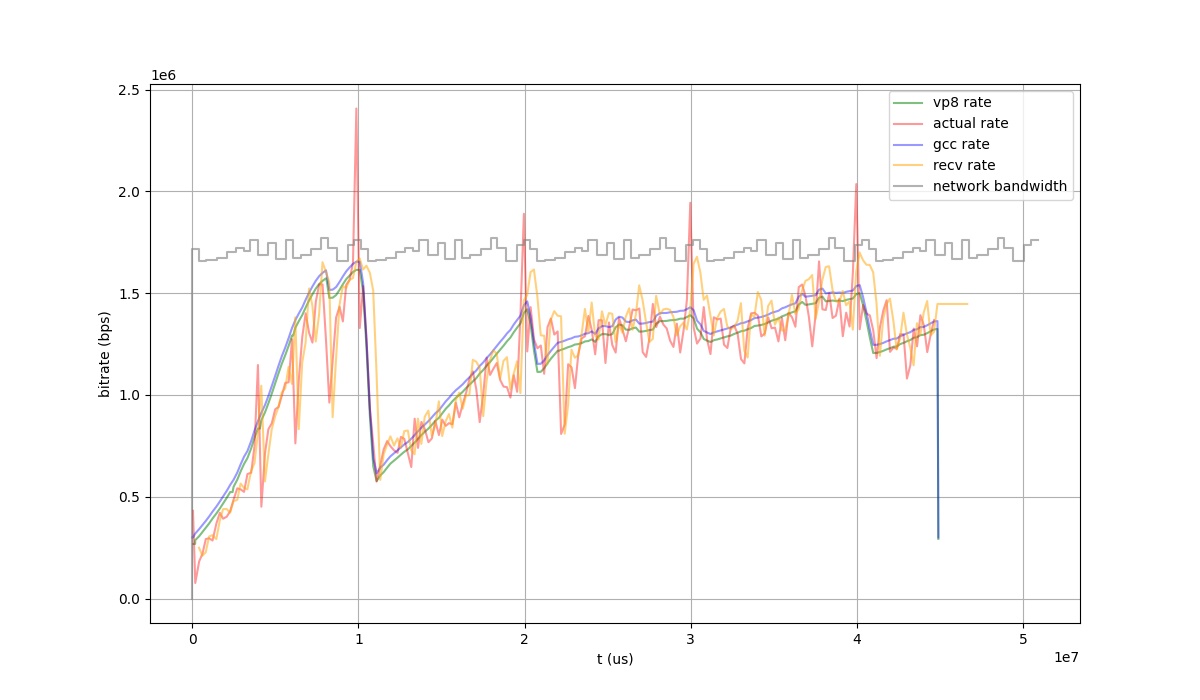 1e6
2.5
2.0
1.5
1.0
0.5
0.0
bitrate (bps)
vp8 rate
actual rate
gcc rate
recv rate
network bandwidth
0 1 2 3 4 5
t (us)
1e7